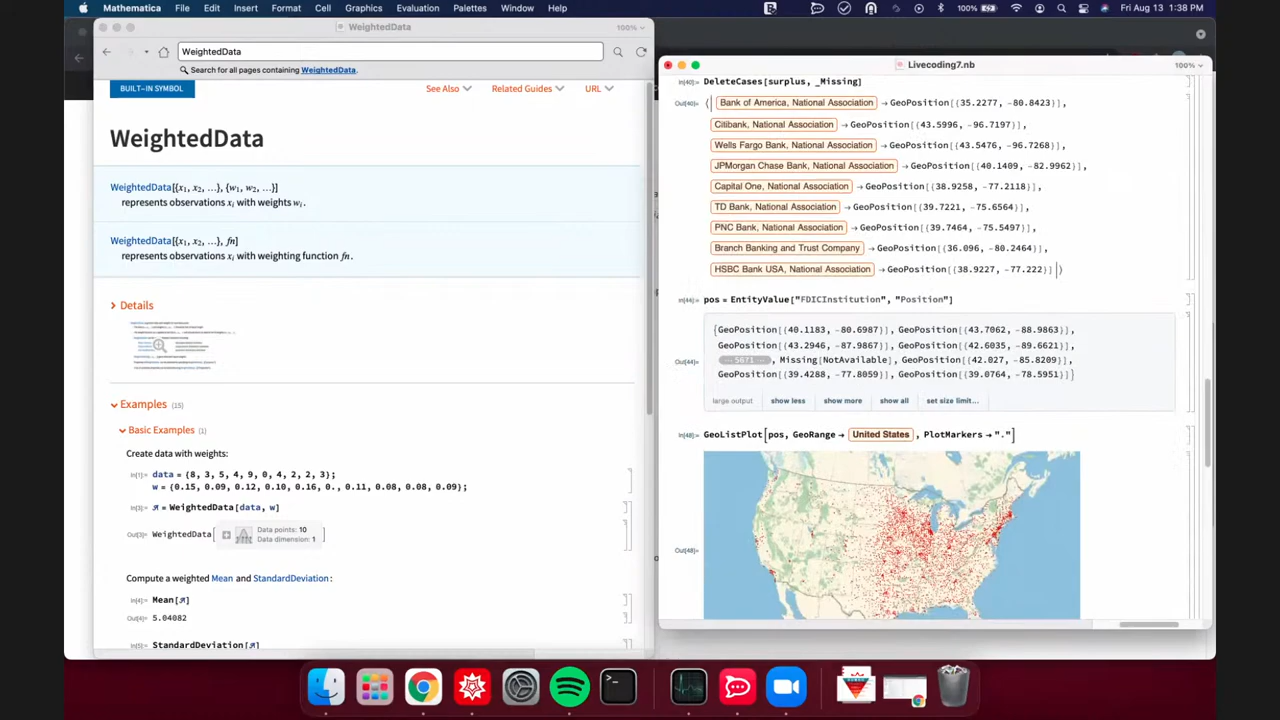 Mathematica File Edit Insert Format Cell Graphics Evaluation Palettes Window Help 100% Fri Aug 13 1:38 PM
WeightedData 100%
WeightedData
Search for all pages containing WeightedData.
BUILT-IN SYMBOL See Also Related Guides URL
WeightedData
WeightedData[{x1, x2, …}, {w1, w2, …}]
represents observations xi with weights wi.
WeightedData[{x1, x2, …}, fn]
represents observations xi with weighting function fn.
Details
Examples (15)
Basic Examples (1)
Create data with weights:
In[1]:= data = {8, 3, 5, 4, 9, 0, 4, 2, 2, 3};
w = {0.15, 0.09, 0.12, 0.10, 0.16, 0., 0.11, 0.08, 0.08, 0.09};
In[3]:= 𝒟 = WeightedData[data, w]
Out[3]= WeightedData[ Data points: 10
Data dimension: 1 ]
Compute a weighted Mean and StandardDeviation:
In[4]:= Mean[𝒟]
Out[4]= 5.04082
In[5]:= StandardDeviation[𝒟]
Livecoding7.nb 100%
In[40]:= DeleteCases[surplus, _Missing]
Out[40]= <| Bank of America, National Association → GeoPosition[{35.2277, -80.8423}],
Citibank, National Association → GeoPosition[{43.5996, -96.7197}],
Wells Fargo Bank, National Association → GeoPosition[{43.5476, -96.7268}],
JPMorgan Chase Bank, National Association → GeoPosition[{40.1409, -82.9962}],
Capital One, National Association → GeoPosition[{38.9258, -77.2118}],
TD Bank, National Association → GeoPosition[{39.7221, -75.6564}],
PNC Bank, National Association → GeoPosition[{39.7464, -75.5497}],
Branch Banking and Trust Company → GeoPosition[{36.096, -80.2464}],
HSBC Bank USA, National Association → GeoPosition[{38.9227, -77.222}] |>
In[44]:= pos = EntityValue["FDICInstitution", "Position"]
{GeoPosition[{40.1183, -80.6987}], GeoPosition[{43.7062, -88.9863}],
GeoPosition[{43.2946, -87.9867}], GeoPosition[{42.6035, -89.6621}],
Out[44]= … 5671 … , Missing[NotAvailable], GeoPosition[{42.027, -85.8209}],
GeoPosition[{39.4288, -77.8059}], GeoPosition[{39.0764, -78.5951}]}
large output show less show more show all set size limit...
In[48]:= GeoListPlot[pos, GeoRange → United States , PlotMarkers → "."]
Out[48]=